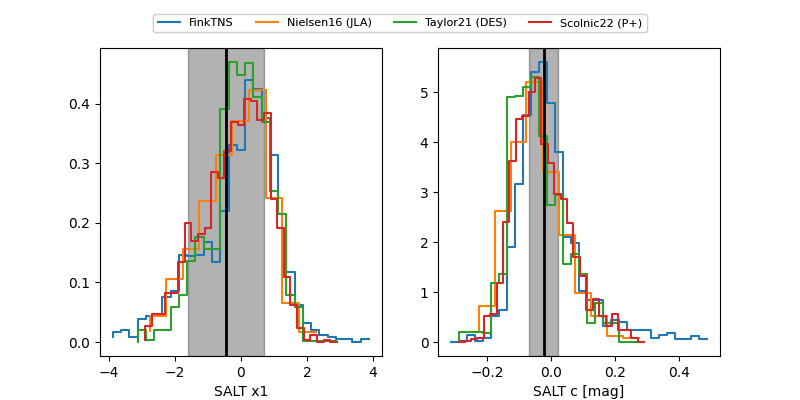 FinkTNS Nielsen16 (JLA) Taylor21 (DES) Scolnic22 (P+)
0.4
0.3
0.2
0.1
0.0
−4 −2 0 2 4
SALT x1
5
4
3
2
1
0
−0.2 0.0 0.2 0.4
SALT c [mag]